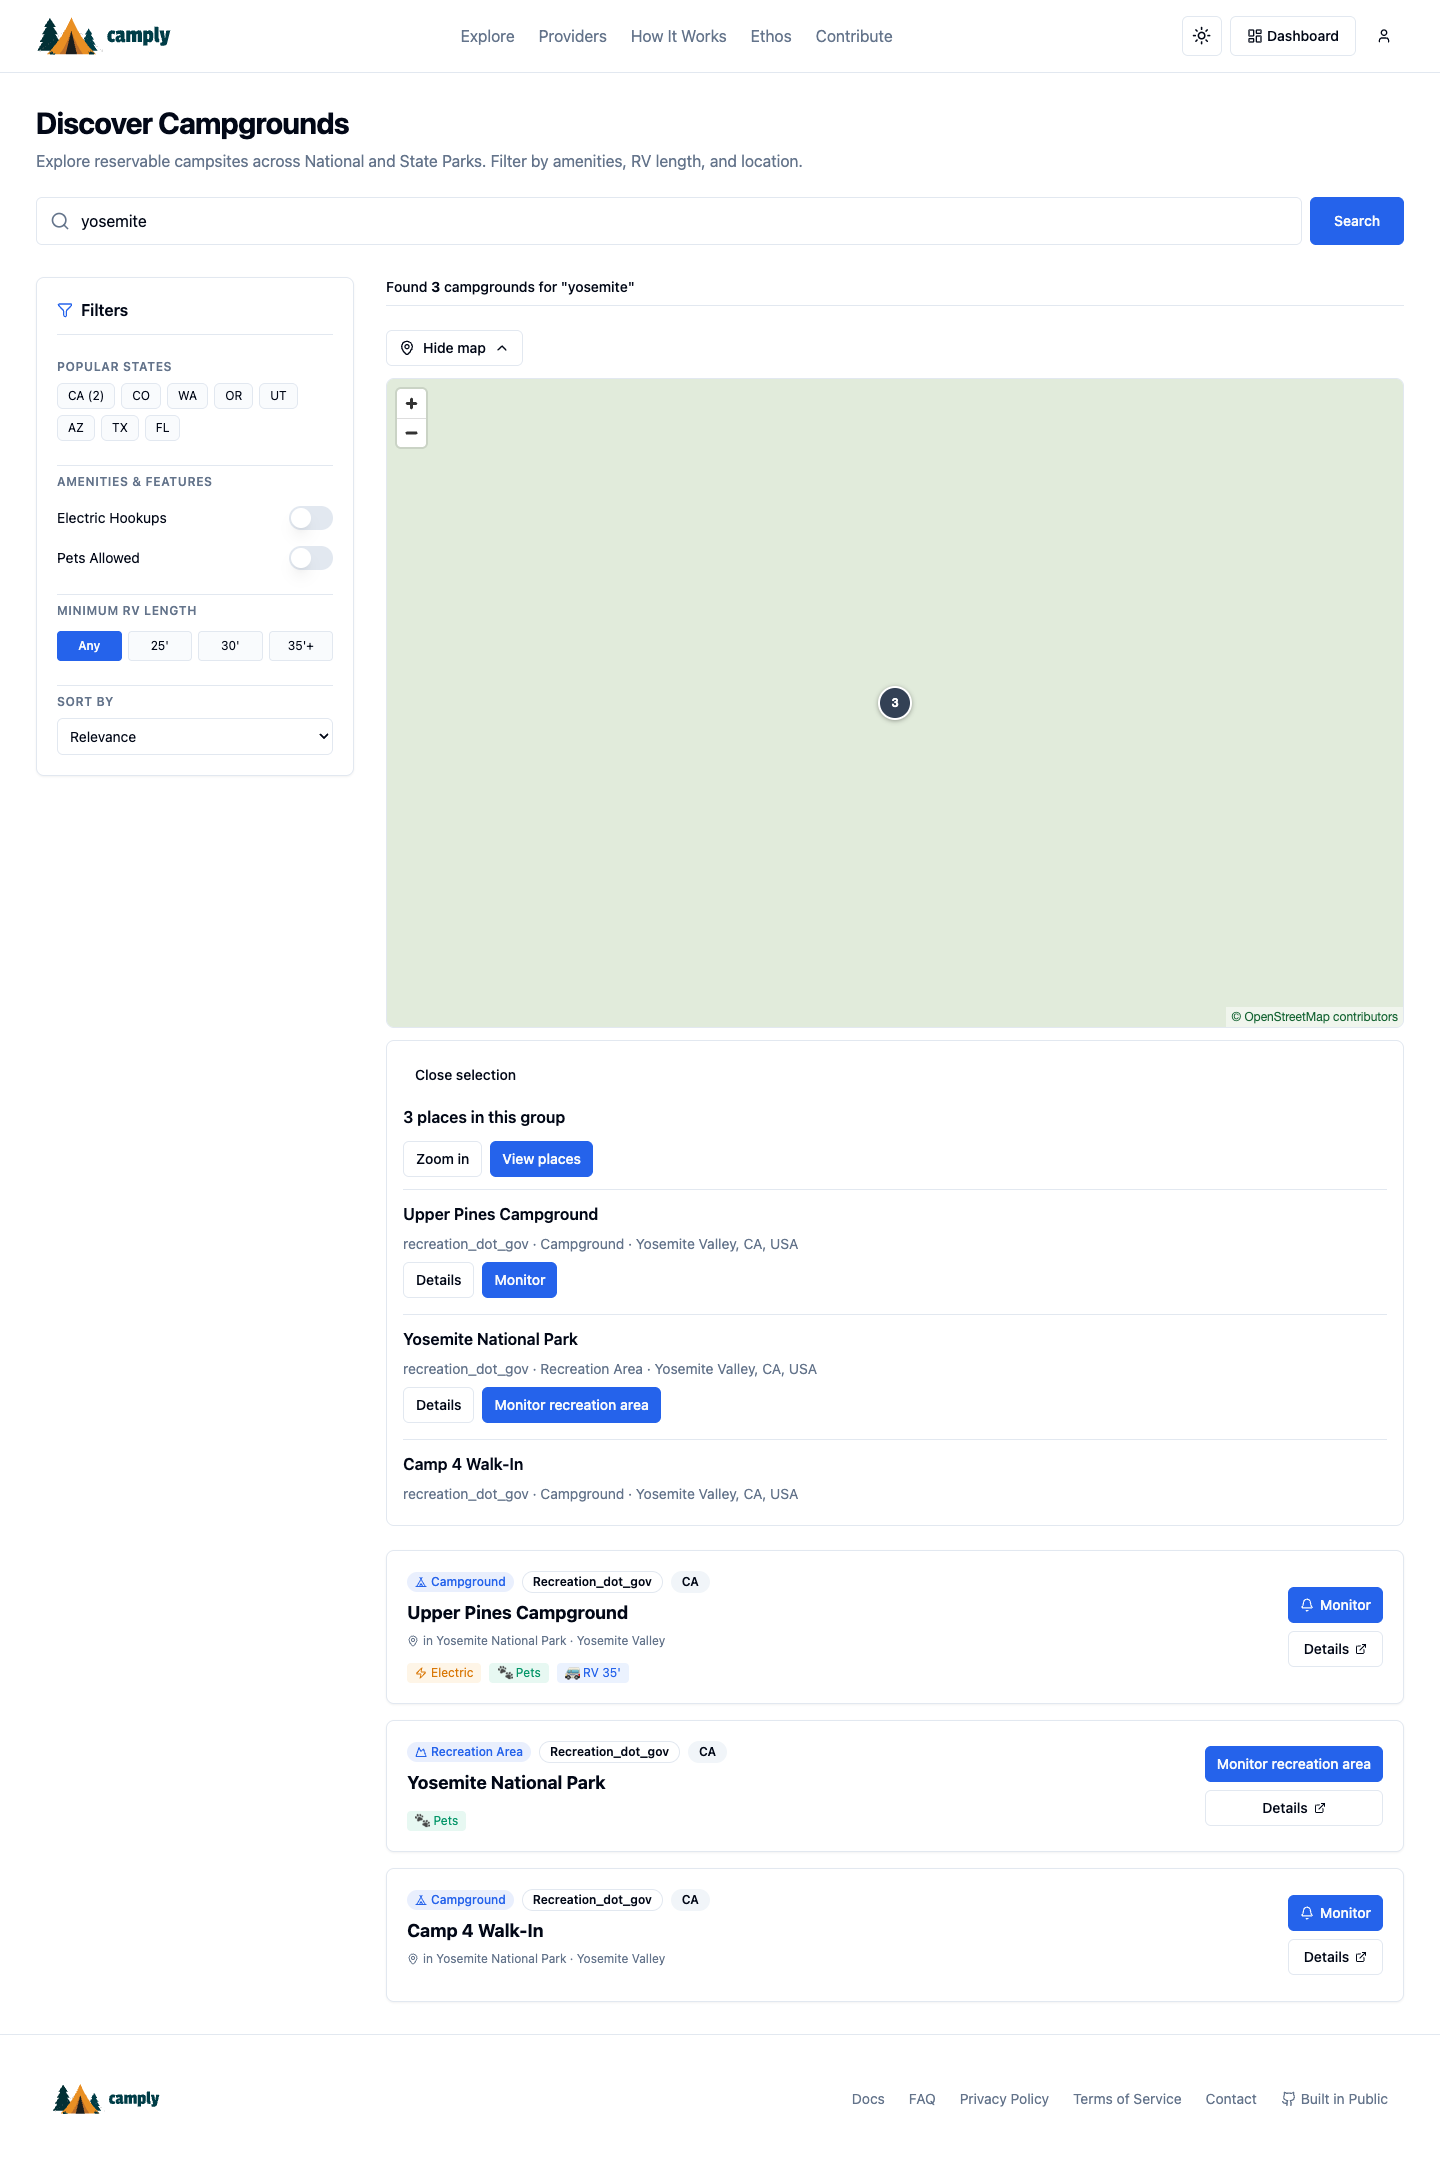 camply
Explore Providers How It Works Ethos Contribute
Dashboard
Discover Campgrounds
Explore reservable campsites across National and State Parks. Filter by amenities, RV length, and location.
yosemite
Search
Filters
POPULAR STATES
CA (2) CO WA OR UT
AZ TX FL
AMENITIES & FEATURES
Electric Hookups
Pets Allowed
MINIMUM RV LENGTH
Any 25' 30' 35'+
SORT BY
Relevance
Found 3 campgrounds for "yosemite"
Hide map
+
−
3
© OpenStreetMap contributors
Close selection
3 places in this group
Zoom in View places
Upper Pines Campground
recreation_dot_gov · Campground · Yosemite Valley, CA, USA
Details Monitor
Yosemite National Park
recreation_dot_gov · Recreation Area · Yosemite Valley, CA, USA
Details Monitor recreation area
Camp 4 Walk-In
recreation_dot_gov · Campground · Yosemite Valley, CA, USA
Campground Recreation_dot_gov CA
Upper Pines Campground
in Yosemite National Park · Yosemite Valley
Electric Pets RV 35'
Monitor
Details
Recreation Area Recreation_dot_gov CA
Yosemite National Park
Pets
Monitor recreation area
Details
Campground Recreation_dot_gov CA
Camp 4 Walk-In
in Yosemite National Park · Yosemite Valley
Monitor
Details
camply
Docs FAQ Privacy Policy Terms of Service Contact Built in Public